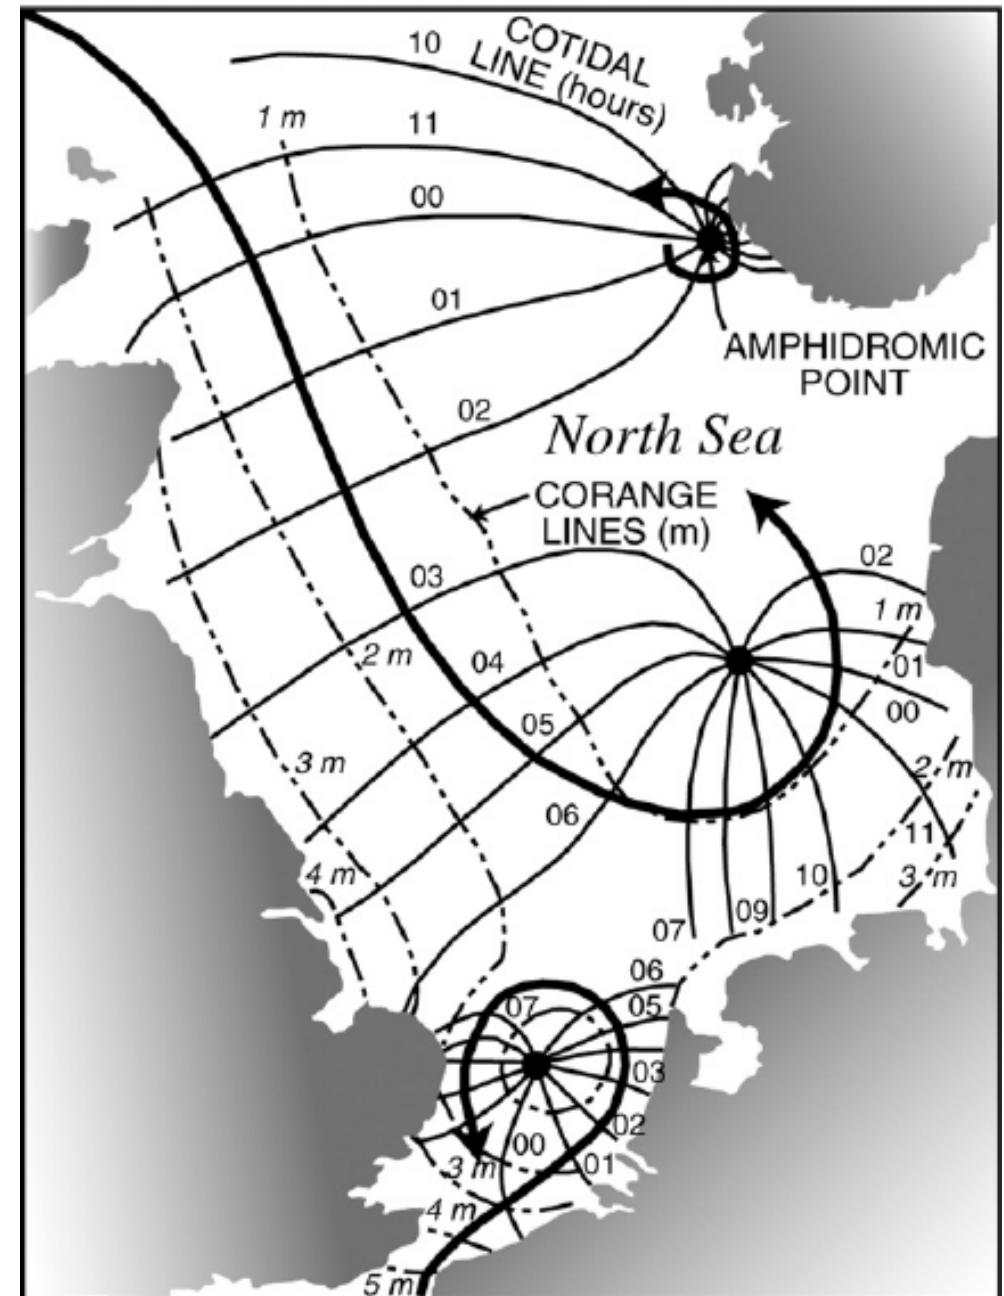 10
COTIDAL
LINE (hours)
1 m
11
00
01
AMPHIDROMIC
POINT
02
North Sea
CORANGE
LINES (m)
02
03
1 m
2 m
04
01
00
05
3 m
2 m
06
11
4 m
10
3 m
09
07
06
07
05
03
02
00
01
3 m
4 m
5 m